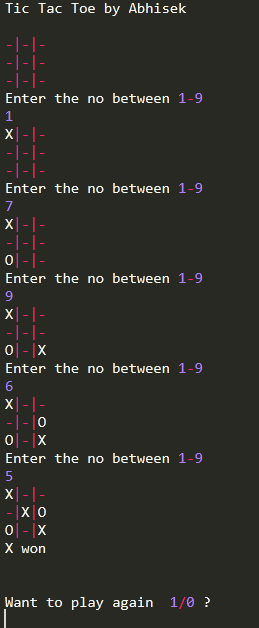 Tic Tac Toe by Abhisek
-|-|-
-|-|-
-|-|-
Enter the no between 1-9
1
X|-|-
-|-|-
-|-|-
Enter the no between 1-9
7
X|-|-
-|-|-
O|-|-
Enter the no between 1-9
9
X|-|-
-|-|-
O|-|X
Enter the no between 1-9
6
X|-|-
-|-|O
O|-|X
Enter the no between 1-9
5
X|-|-
-|X|O
O|-|X
X won
Want to play again  1/0 ?